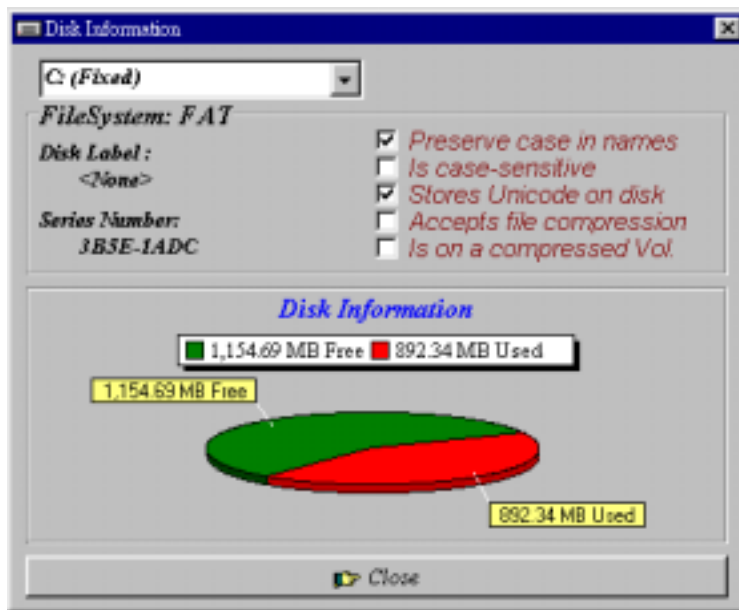 Disk Information
C: (Fixed)
FileSystem: FAT
Disk Label :
<None>
Series Number:
3B5E-1ADC
Preserve case in names
Is case-sensitive
Stores Unicode on disk
Accepts file compression
Is on a compressed Vol.
Disk Information
1,154.69 MB Free 892.34 MB Used
1,154.69 MB Free
892.34 MB Used
Close